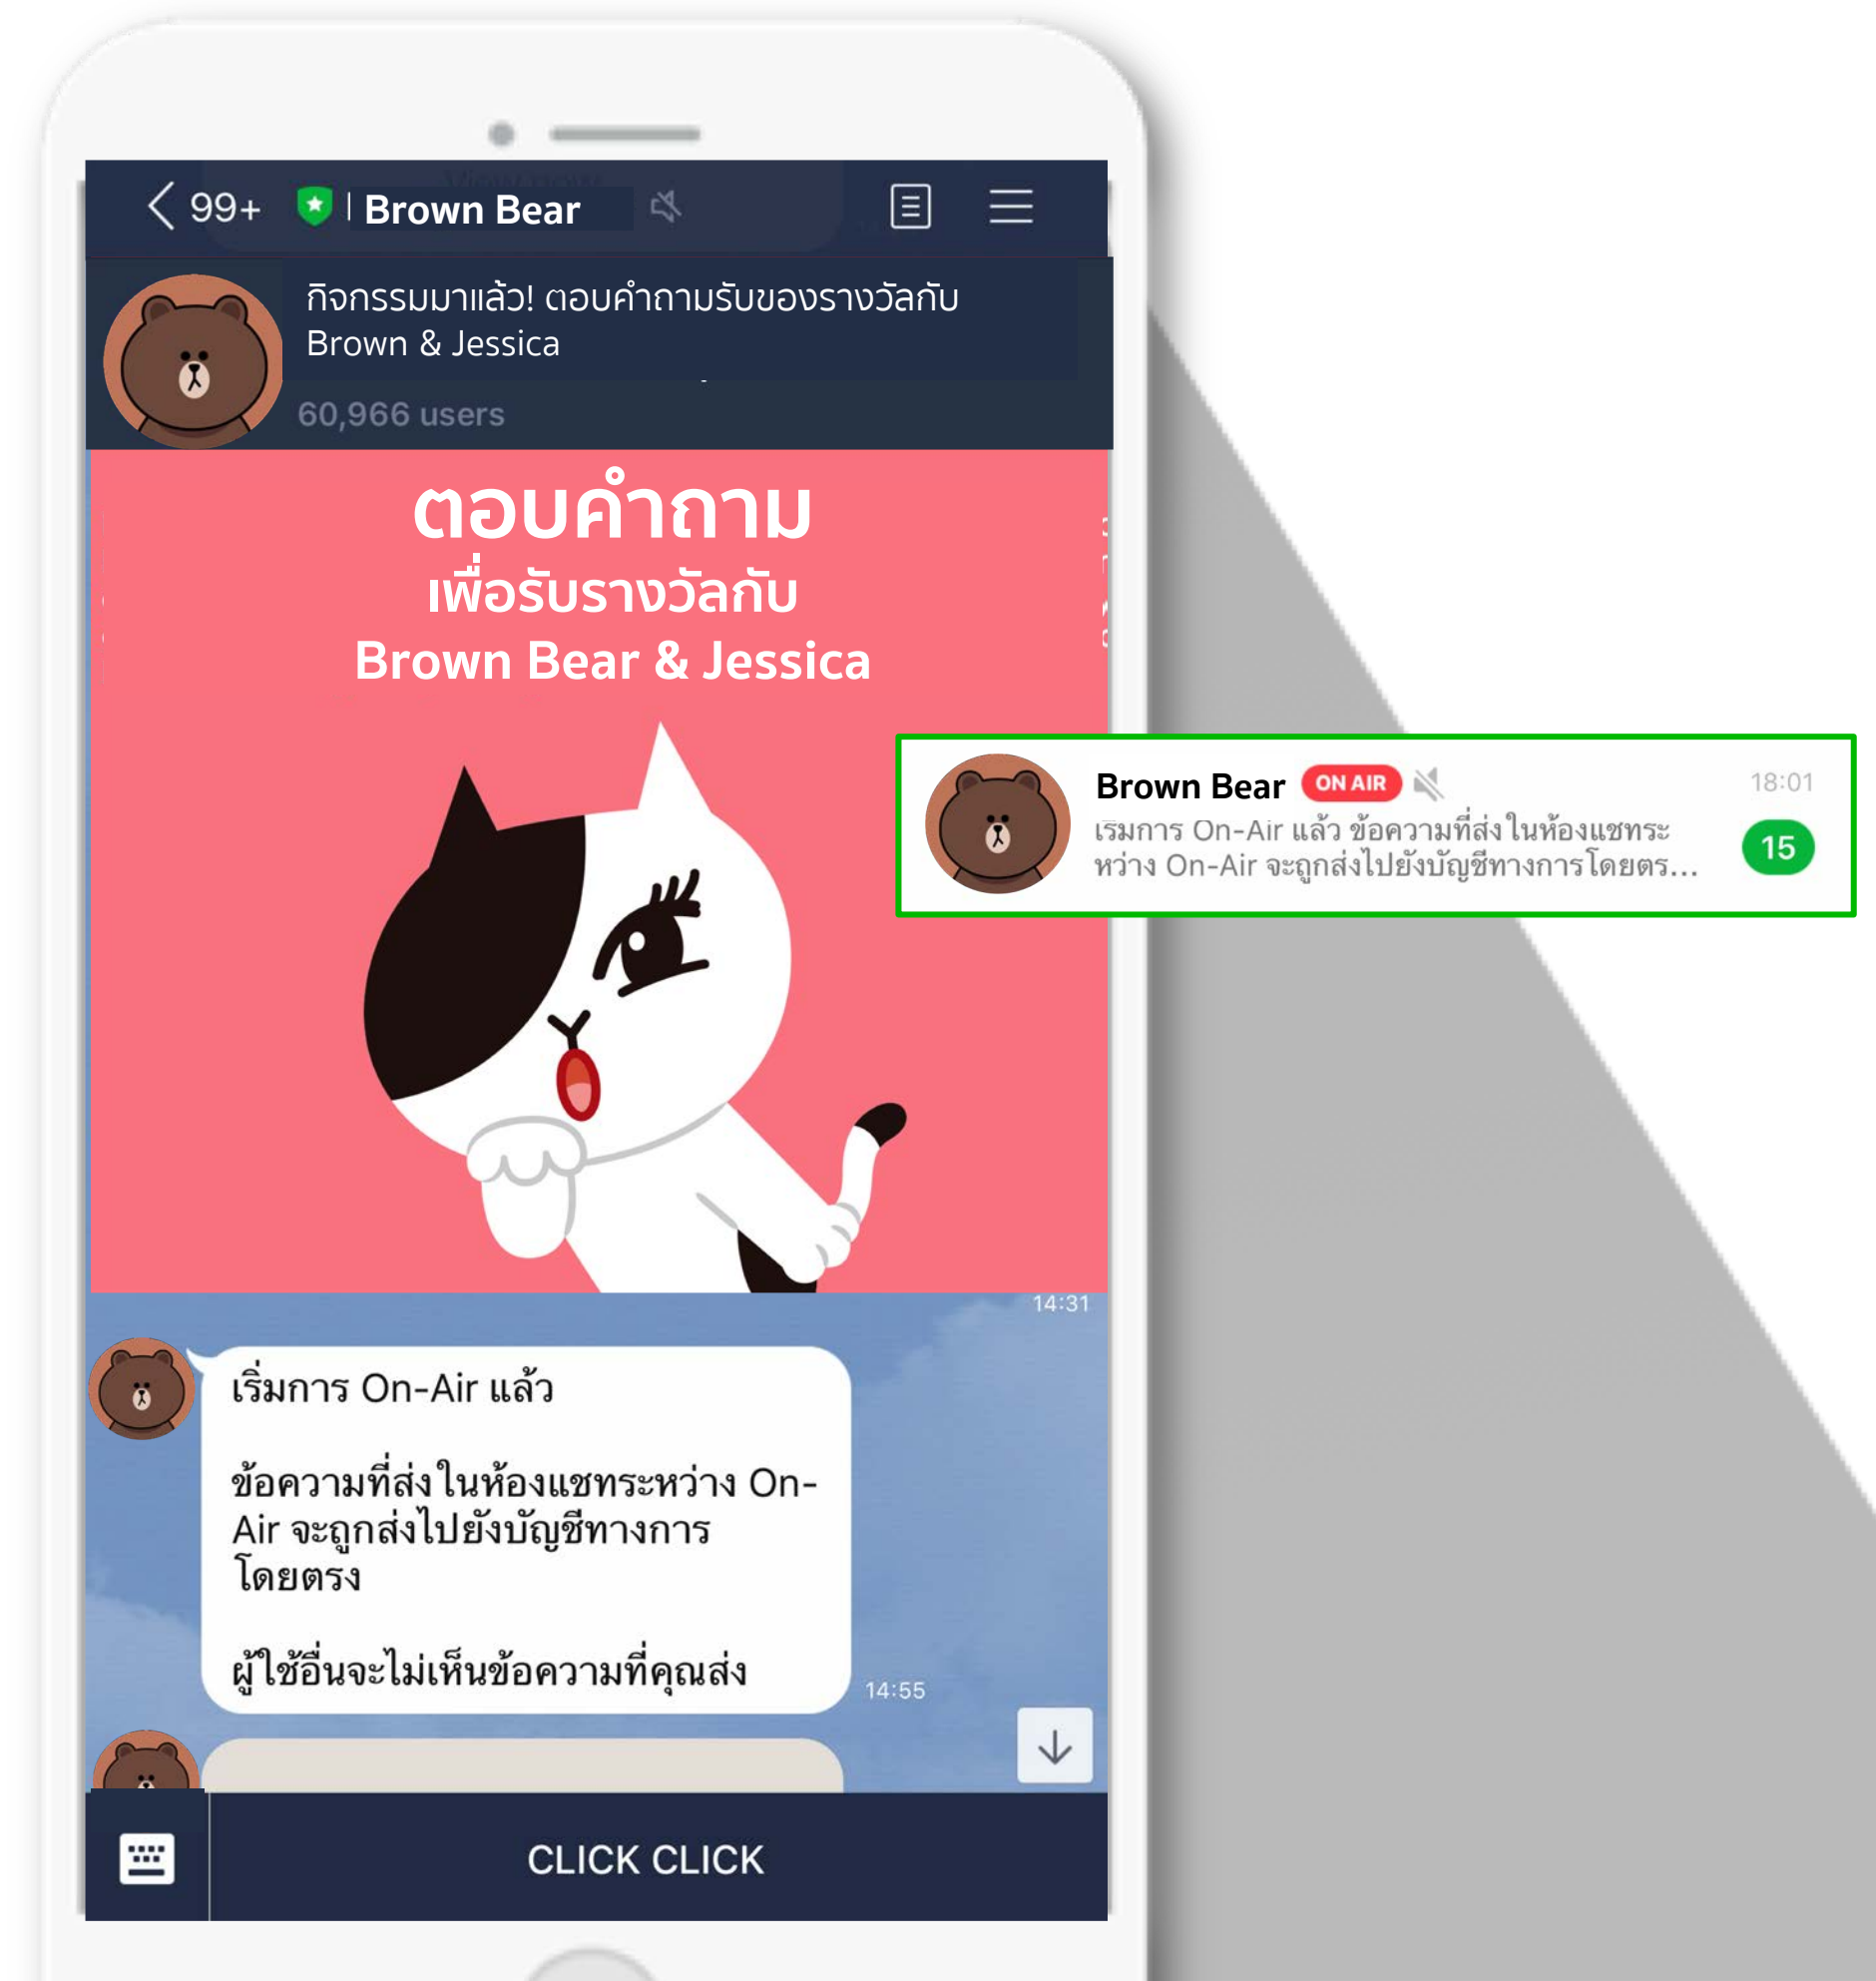 99+
Brown Bear
กิจกรรมมาแล้ว! ตอบคำถามรับของรางวัลกับ
Brown & Jessica
60,966 users
ตอบคำถาม
เพื่อรับรางวัลกับ
Brown Bear & Jessica
Brown Bear ON AIR 18:01
เริ่มการ On-Air แล้ว ข้อความที่ส่งในห้องแชทระ
หว่าง On-Air จะถูกส่งไปยังบัญชีทางการโดยตร...
15
14:31
เริ่มการ On-Air แล้ว
ข้อความที่ส่งในห้องแชทระหว่าง On-
Air จะถูกส่งไปยังบัญชีทางการ
โดยตรง
ผู้ใช้อื่นจะไม่เห็นข้อความที่คุณส่ง
14:55
CLICK CLICK